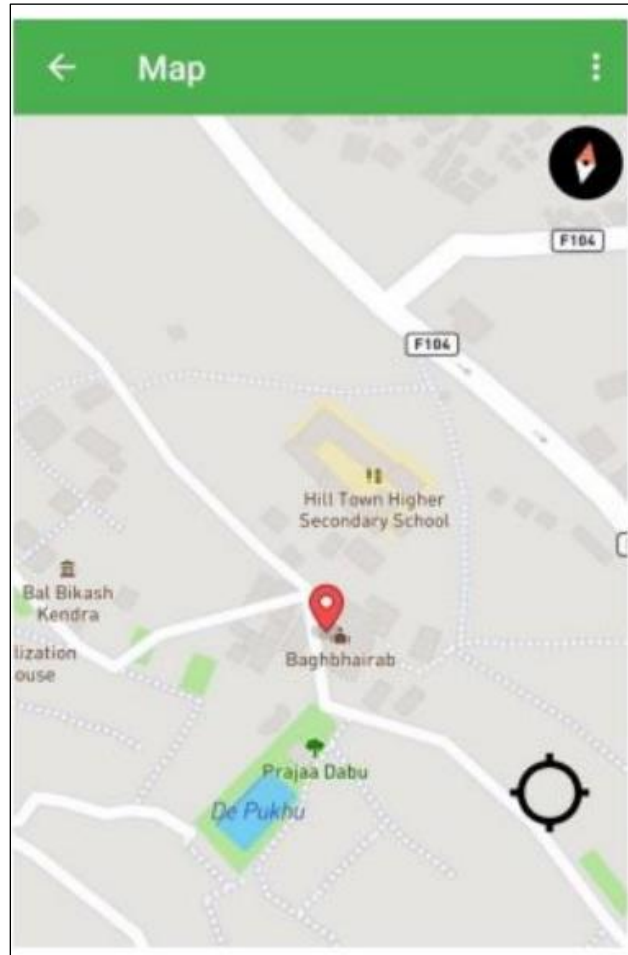 Map
F104
F104
Hill Town Higher
Secondary School
Bal Bikash
Kendra
lization
ouse
Baghbhairab
Prajaa Dabu
De Pukhu